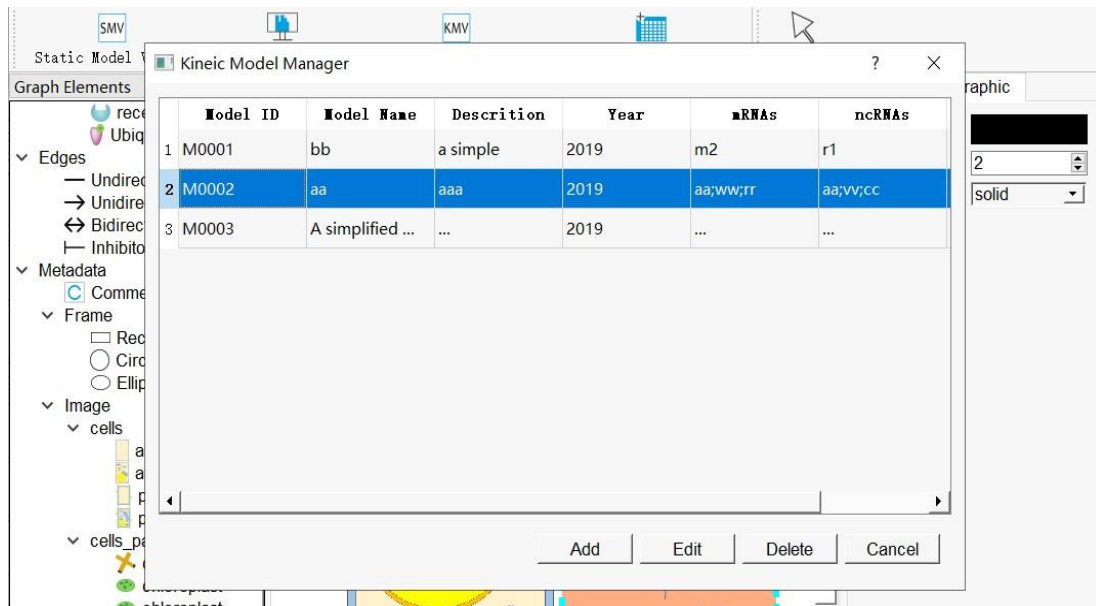 SMV
KMV
Static Model V
Kineic Model Manager
?
Graph Elements
raphic
rece
Ubiq
Edges
Undirec
Unidire
Bidirec
Inhibito
Metadata
C Comme
Frame
Rec
Circ
Ellip
Image
cells
a
a
p
p
cells_pa
chloroplast
Model ID Model Name Descrition Year mRNAs ncRNAs
1 M0001 bb a simple 2019 m2 r1
2 M0002 aa aaa 2019 aa;ww;rr aa;vv;cc
3 M0003 A simplified ... ... 2019 ... ...
Add Edit Delete Cancel
2
solid